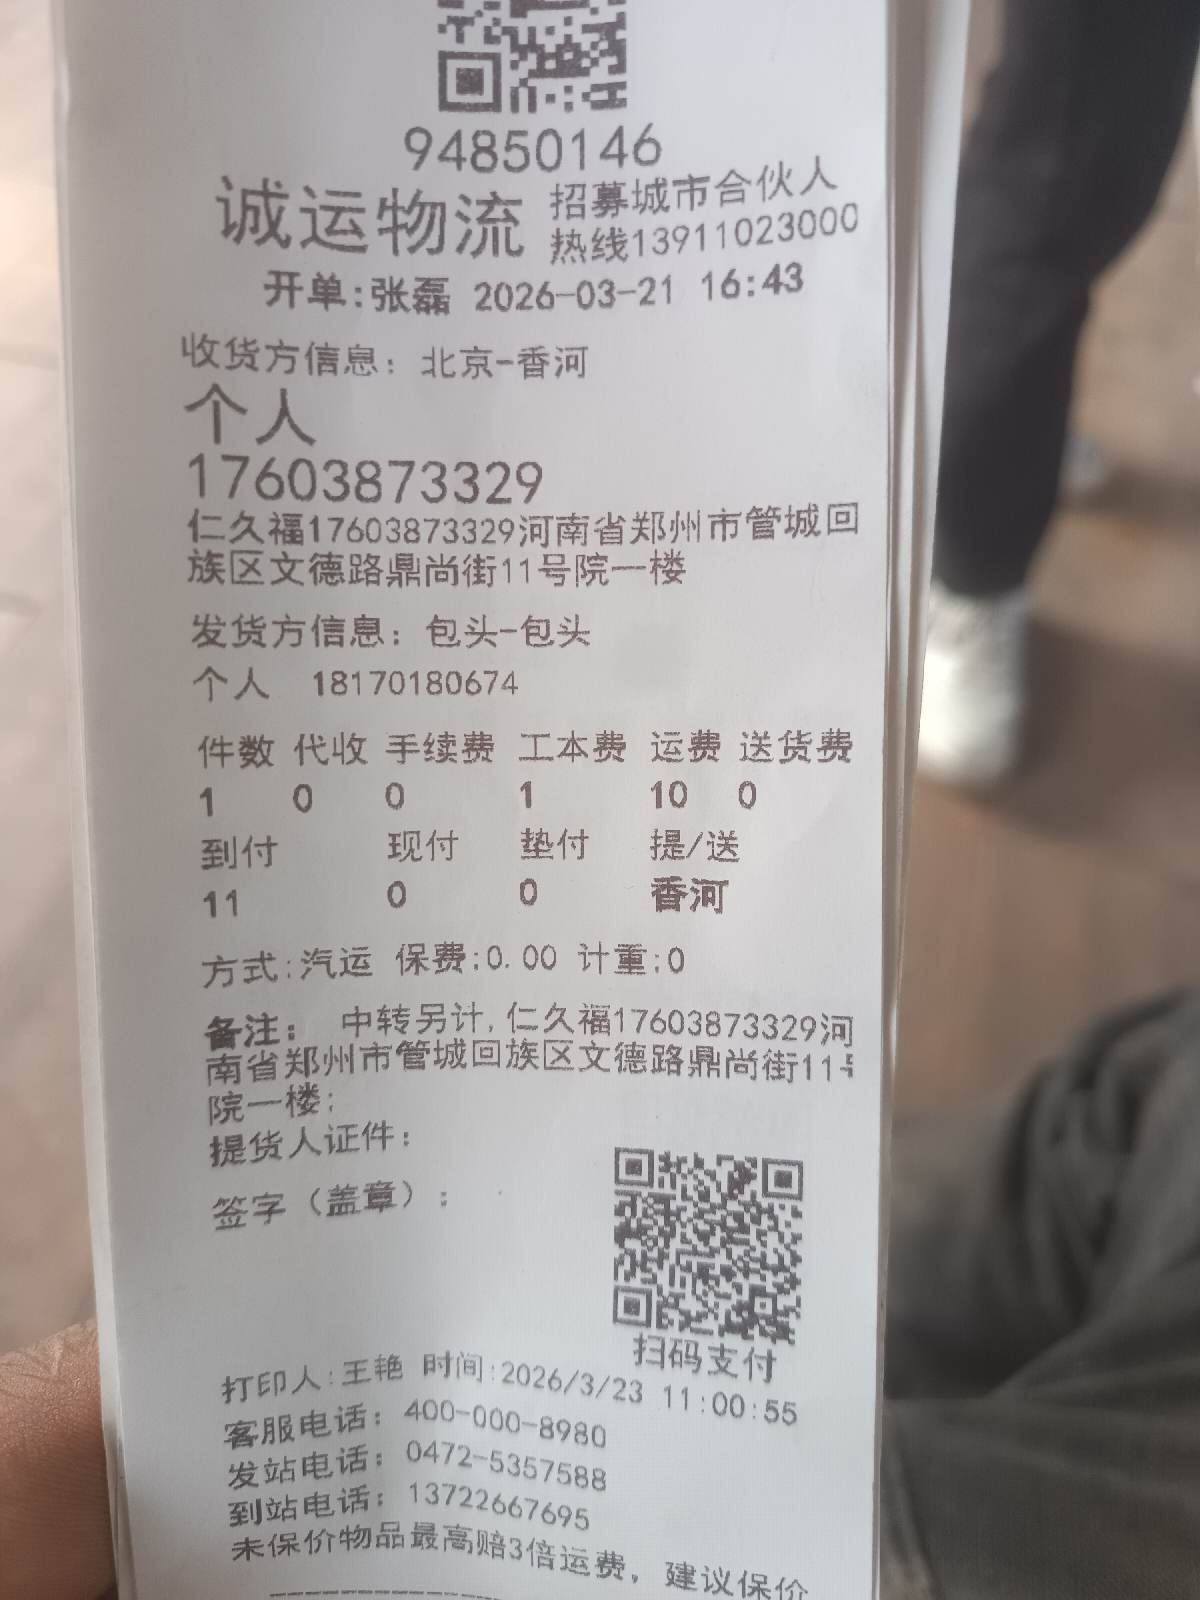 94850146
诚运物流 招募城市合伙人
热线13911023000
开单:张磊 2026-03-21 16:43
收货方信息: 北京-香河
个人
17603873329
仁久福17603873329河南省郑州市管城回
族区文德路鼎尚街11号院一楼
发货方信息: 包头-包头
个人 18170180674
件数 代收 手续费 工本费 运费 送货费
1 0 0 1 10 0
到付 现付 垫付 提/送
11 0 0 香河
方式:汽运 保费:0.00 计重:0
备注: 中转另计,仁久福17603873329河
南省郑州市管城回族区文德路鼎尚街11号
院一楼;
提货人证件:
签字(盖章):
扫码支付
打印人:王艳 时间:2026/3/23 11:00:55
客服电话: 400-000-8980
发站电话: 0472-5357588
到站电话: 13722667695
未保价物品最高赔3倍运费, 建议保价